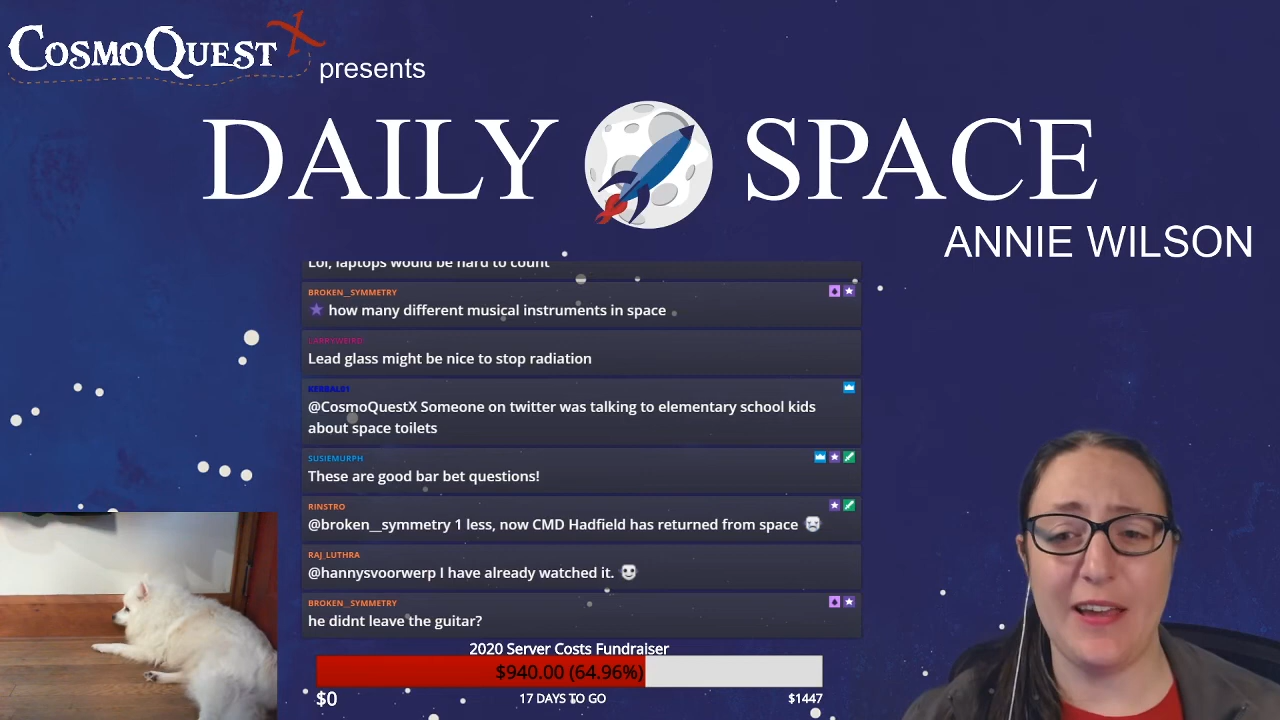 CosmoQuest X
presents
DAILY SPACE
ANNIE WILSON
Lol, laptops would be hard to count
BROKEN__SYMMETRY
how many different musical instruments in space
LARRYWEIRD
Lead glass might be nice to stop radiation
KERBAL01
@CosmoQuestX Someone on twitter was talking to elementary school kids
about space toilets
SUSIEMURPH
These are good bar bet questions!
RINSTRO
@broken__symmetry 1 less, now CMD Hadfield has returned from space
RAJ_LUTHRA
@hannysvoorwerp I have already watched it.
BROKEN__SYMMETRY
he didnt leave the guitar?
2020 Server Costs Fundraiser
$940.00 (64.96%)
$0 17 DAYS TO GO $1447